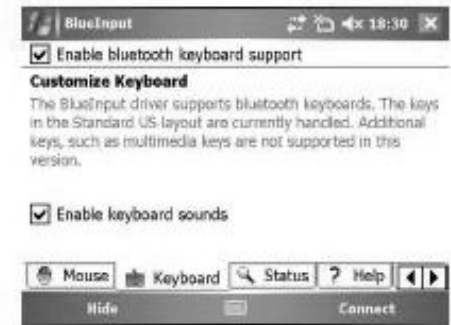 BlueInput 18:30
Enable bluetooth keyboard support
Customize Keyboard
The BlueInput driver supports bluetooth keyboards. The keys
in the Standard US layout are currently handled. Additional
keys, such as multimedia keys are not supported in this
version.
Enable keyboard sounds
Mouse Keyboard Status ? Help
Hide Connect